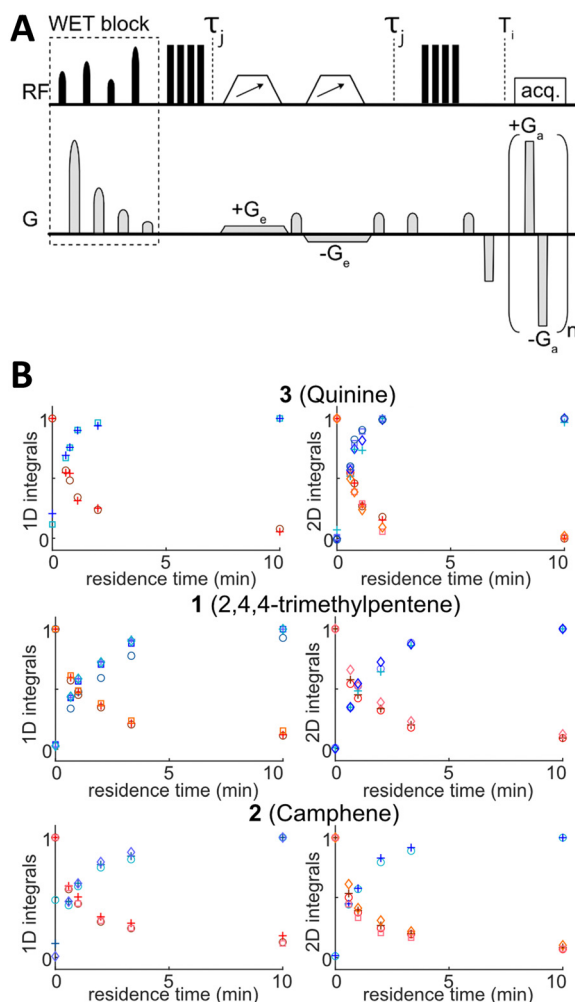 A
WET block
τj
τj
Ti
RF
acq.
+Ga
G
+Ge
-Ge
-Ga
n
B
3 (Quinine)
1D integrals
1
0
0
5
10
residence time (min)
2D integrals
1
0
0
5
10
residence time (min)
1 (2,4,4-trimethylpentene)
1D integrals
1
0
0
5
10
residence time (min)
2D integrals
1
0
0
5
10
residence time (min)
2 (Camphene)
1D integrals
1
0
0
5
10
residence time (min)
2D integrals
1
0
0
5
10
residence time (min)